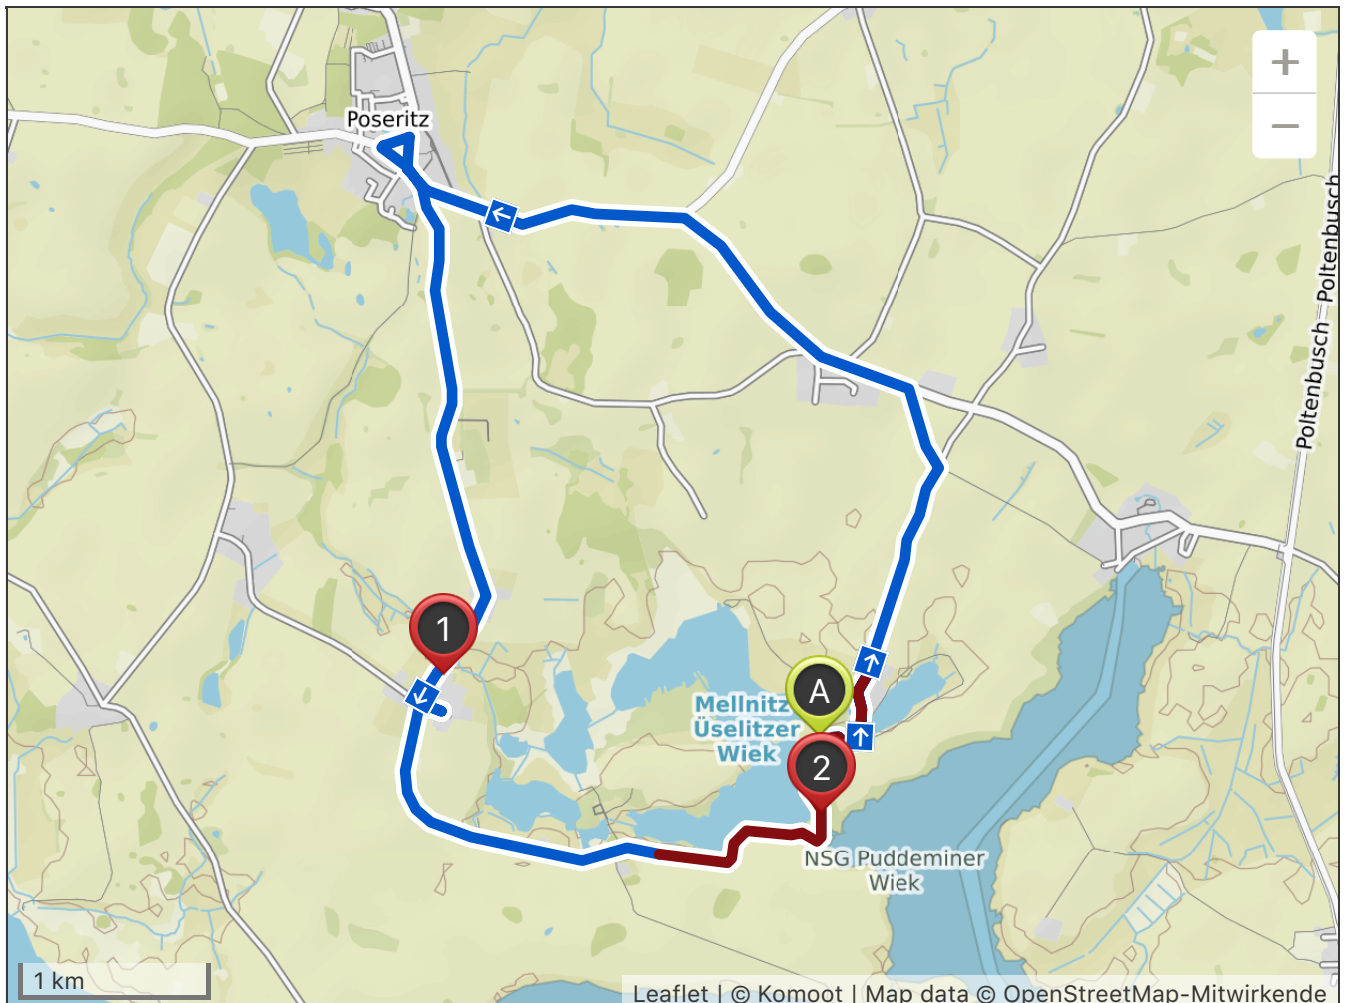 +
−
Poseritz
Poltenbusch
Poltenbusch
1
A
Mellnitz-
Üselitzer
Wiek
2
NSG Puddeminer
Wiek
1 km
Leaflet | © Komoot | Map data © OpenStreetMap-Mitwirkende